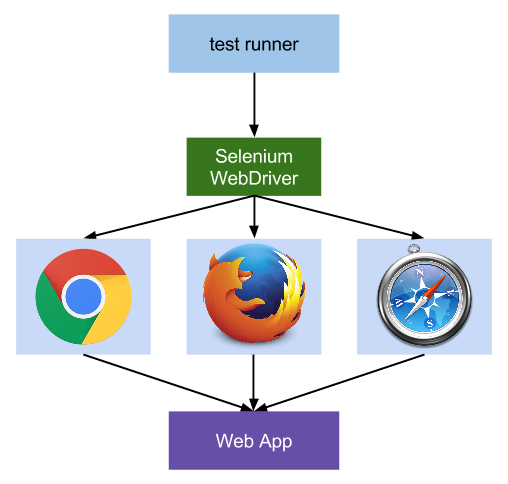 test runner
Selenium
WebDriver
N
W
E
S
Web App